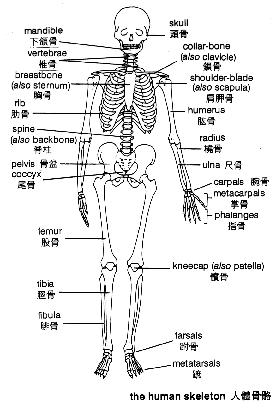 mandible
下頜骨
vertebrae
椎骨
breastbone
(also sternum)
胸骨
rib
肋骨
spine
(also backbone)
脊柱
pelvis 骨盆
coccyx
尾骨
femur
股骨
tibia
脛骨
fibula
腓骨
skull
頭骨
collar-bone
(also clavicle)
鎖骨
shoulder-blade
(also scapula)
肩胛骨
humerus
肱骨
radius
橈骨
ulna 尺骨
carpals 腕骨
metacarpals
掌骨
phalanges
指骨
kneecap (also patella)
髕骨
tarsals
跗骨
metatarsals
the human skeleton 人體骨骼